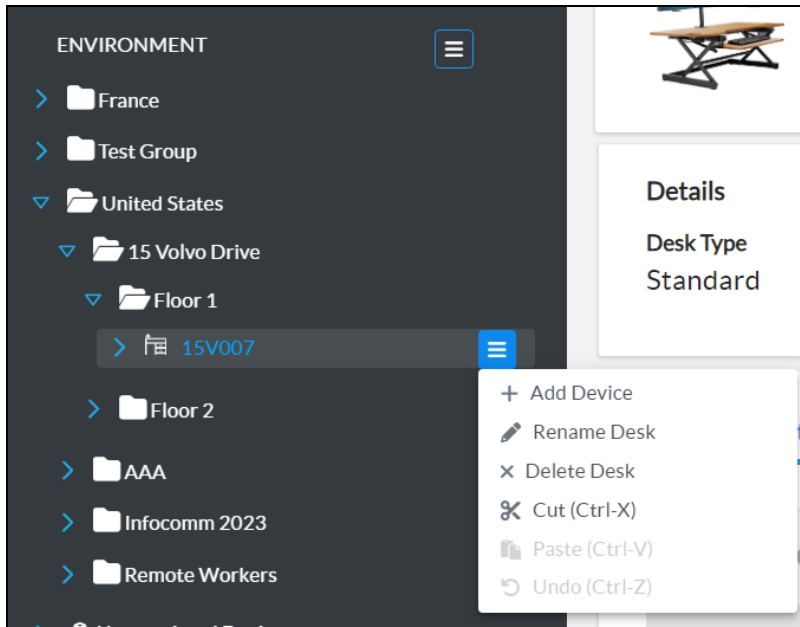 ENVIRONMENT
France
Test Group
United States
15 Volvo Drive
Floor 1
15V007
Floor 2
AAA
Infocomm 2023
Remote Workers
Details
Desk Type
Standard
Add Device
Rename Desk
Delete Desk
Cut (Ctrl-X)
Paste (Ctrl-V)
Undo (Ctrl-Z)